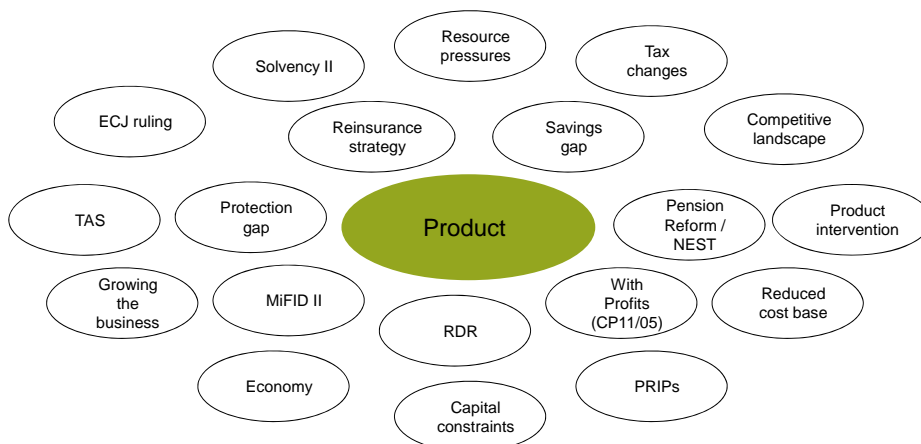 Resource
pressures
Solvency II
Tax
changes
ECJ ruling
Reinsurance
strategy
Savings
gap
Competitive
landscape
TAS
Protection
gap
Product
Pension
Reform /
NEST
Product
intervention
Growing
the
business
MiFID II
RDR
With
Profits
(CP11/05)
Reduced
cost base
Economy
Capital
constraints
PRIPs